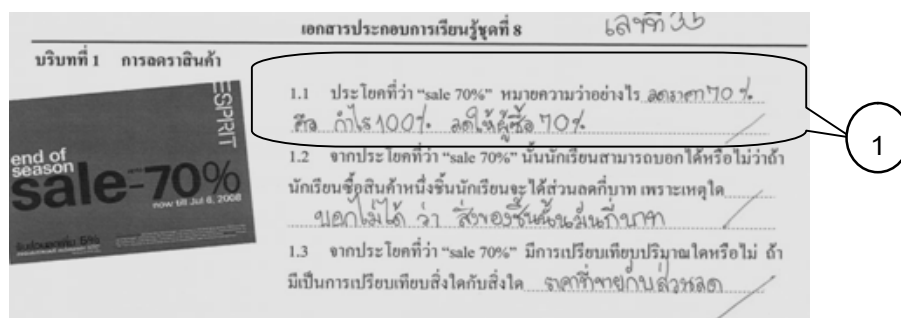 เอกสารประกอบการเรียนรู้ชุดที่ 8
เลขที่ 35
บริบทที่ 1 การลดราสินค้า
ESPRIT
end of
season
sale-70%
now till Jul 8, 2008
1.1 ประโยคที่ว่า “sale 70%” หมายความว่าอย่างไร ลดราคา 70 %
คือ กำไร 100% ลดให้ผู้ซื้อ 70%
1
1.2 จากประโยคที่ว่า “sale 70%” นั้นนักเรียนสามารถบอกได้หรือไม่ว่าถ้า
นักเรียนซื้อสินค้าหนึ่งชิ้นนักเรียนจะได้ส่วนลดกี่บาท เพราะเหตุใด
บอกไม่ได้ ว่า สิ่งของชิ้นนั้นมันกี่บาท
1.3 จากประโยคที่ว่า “sale 70%” มีการเปรียบเทียบปริมาณใดหรือไม่ ถ้า
มีเป็นการเปรียบเทียบสิ่งใดกับสิ่งใด ราคาที่ขายกับส่วนลด